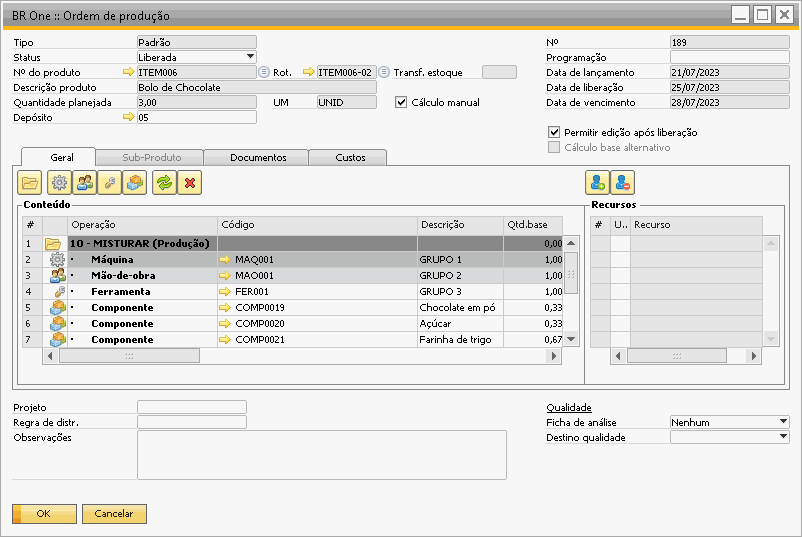 BR One :: Ordem de produção
Tipo Padrão Nº 189
Status Liberada Programação
Nº do produto ITEM006 Rot. ITEM006-02 Transf. estoque Data de lançamento 21/07/2023
Descrição produto Bolo de Chocolate Data de liberação 25/07/2023
Quantidade planejada 3,00 UM UNID Cálculo manual Data de vencimento 28/07/2023
Depósito 05
Permitir edição após liberação
Cálculo base alternativo
Geral Sub-Produto Documentos Custos
Conteúdo Recursos
# Operação Código Descrição Qtd.base # U.. Recurso
1 10 - MISTURAR (Produção) 0,00
2 Máquina MAQ001 GRUPO 1 1,00
3 Mão-de-obra MAO001 GRUPO 2 1,00
4 Ferramenta FER001 GRUPO 3 1,00
5 Componente COMP0019 Chocolate em pó 0,33
6 Componente COMP0020 Açúcar 0,33
7 Componente COMP0021 Farinha de trigo 0,67
Projeto Qualidade
Regra de distr. Ficha de análise Nenhum
Observações Destino qualidade
OK Cancelar